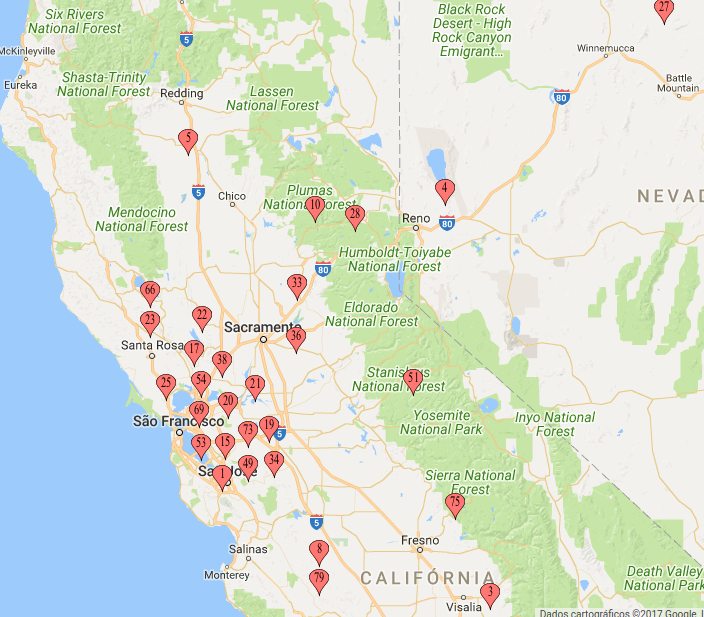 Six Rivers
National Forest
McKinleyville
Eureka
Shasta-Trinity
National Forest
Redding
5
Lassen
National Forest
Black Rock
Desert - High
Rock Canyon
Emigrant...
27
Winnemucca
Battle
Mountain
80
5
5
Chico
Plumas
National Forest
10
28
4
Reno
80
NEVAD
Mendocino
National Forest
Humboldt-Toiyabe
National Forest
80
66
33
23
22
Santa Rosa
Sacramento
Eldorado
National Forest
17
36
38
Stanislaus
National Forest
51
25
54
21
20
69
São Francisco
73
19
5
Yosemite
National Park
Inyo National
Forest
53
15
49
34
San José
1
Sierra National
Forest
75
5
Fresno
Salinas
8
Monterey
79
CALIFÓRNIA
Visalia
3
Death Valley
National Park
Dados cartográficos ©2017 Google, I